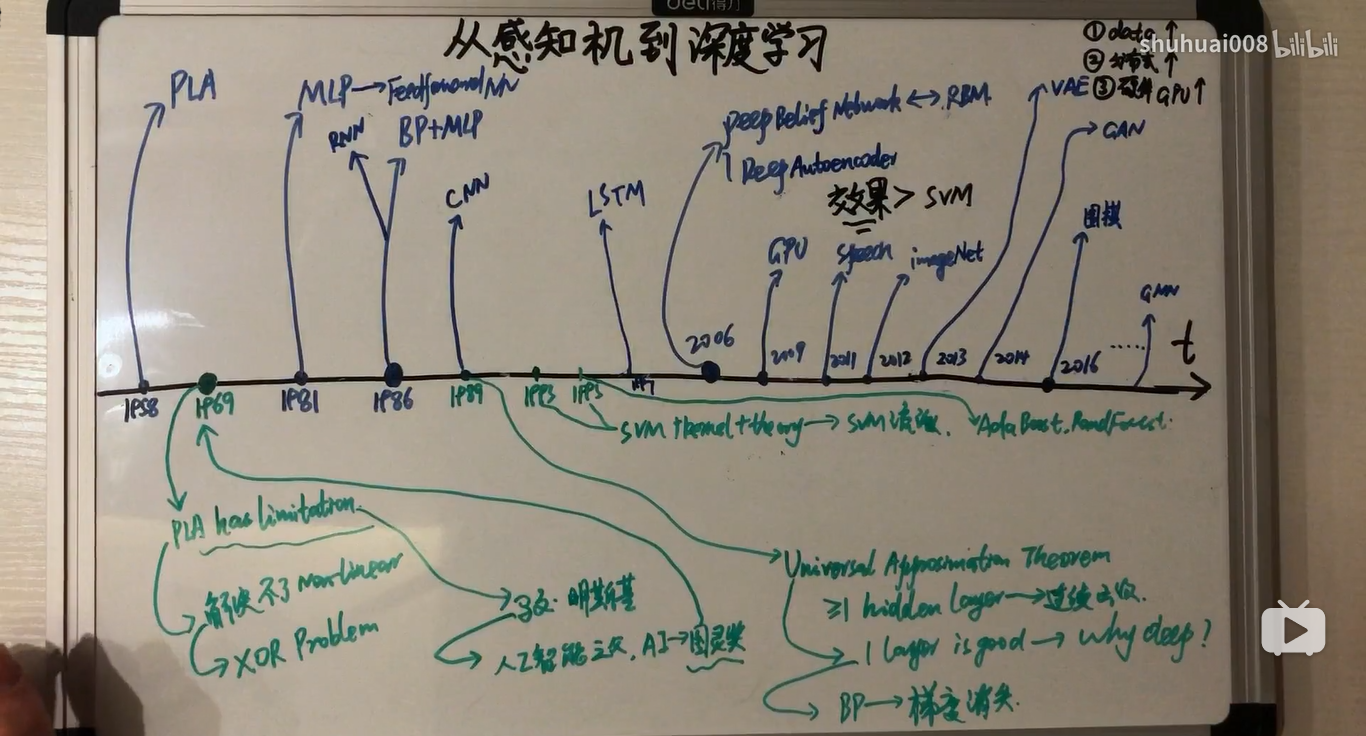 deli 得力
从感知机到深度学习
① data ↑
shuhuai008 bilibili
② 分布式 ↑
③ 硬件 GPU ↑
PLA
MLP → Feedforward NN
RNN
BP+MLP
CNN
LSTM
Deep Belief Network ↔ RBM
Deep Autoencoder
效果 > SVM
GPU
speech
imageNet
VAE
GAN
围棋
GNN
t
1958
1969
1981
1986
1989
1993
1995
1997
2006
2009
2011
2012
2013
2014
2016
......
SVM + kernel + theory → SVM 流派.
AdaBoost, RandForest.
PLA has limitation
解决不了 non-linear
XOR Problem
明斯基
人工智能之父, AI → 图灵奖
Universal Approximation Theorem
≥1 hidden layer → 连续函数.
1 layer is good → why deep?
BP → 梯度消失.